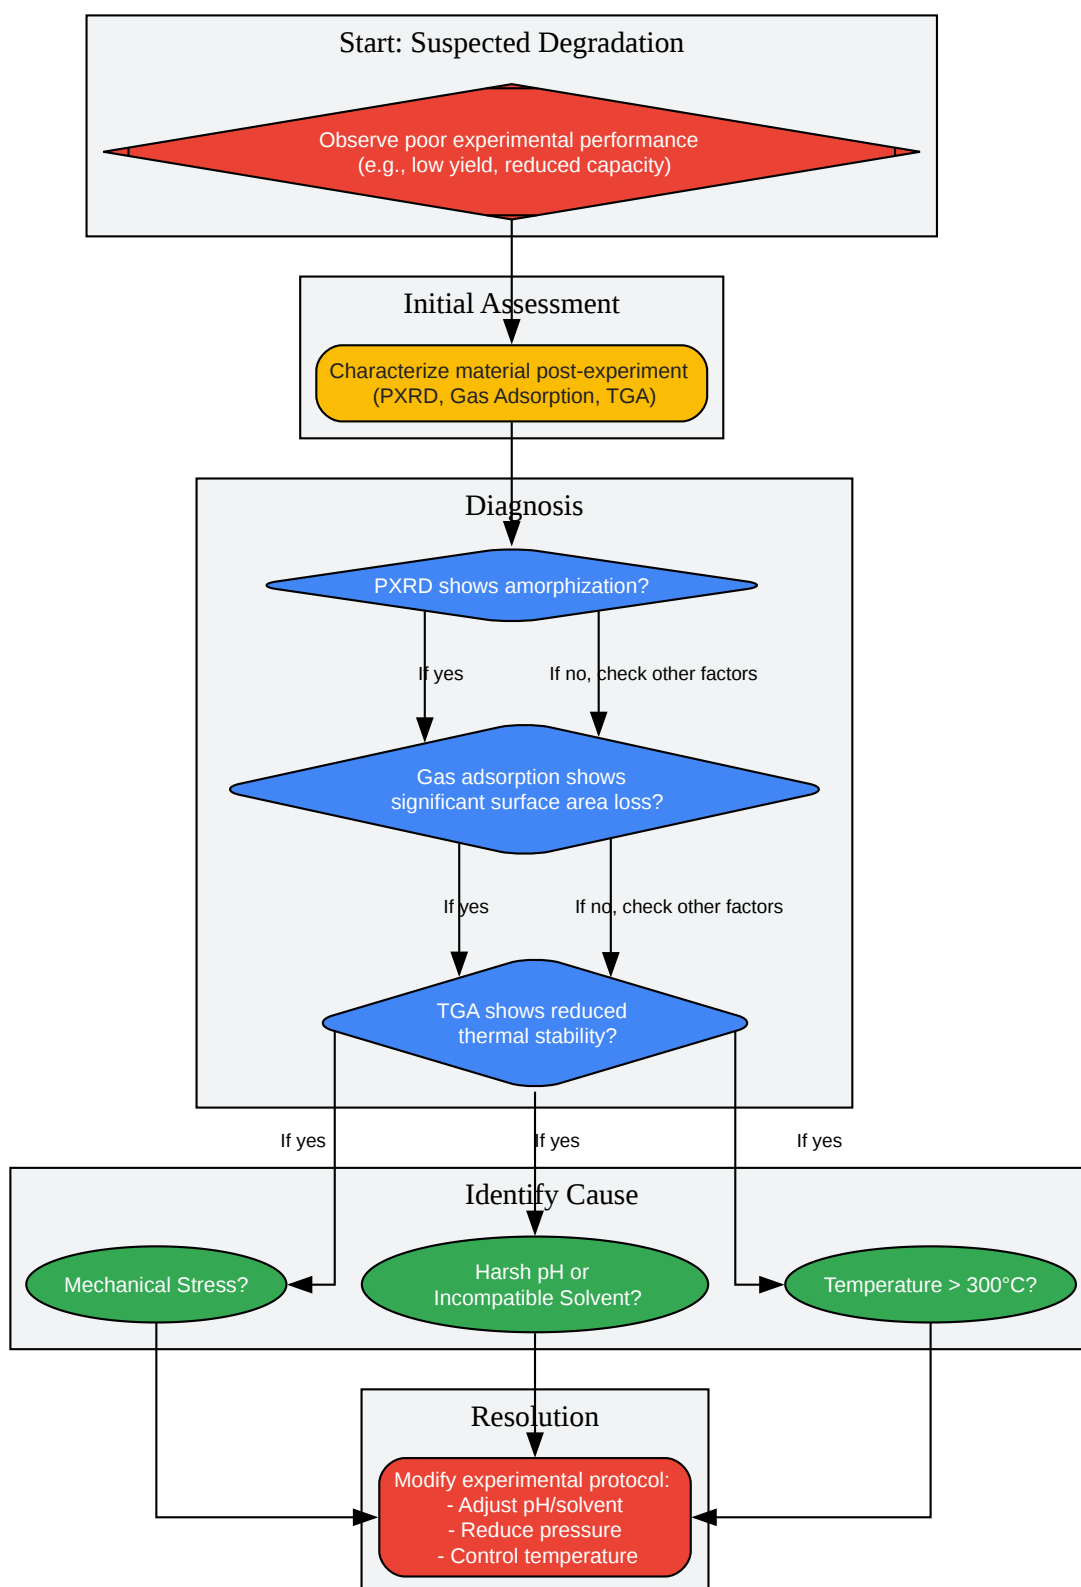 Start: Suspected Degradation
Observe poor experimental performance
(e.g., low yield, reduced capacity)
Initial Assessment
Characterize material post-experiment
(PXRD, Gas Adsorption, TGA)
Diagnosis
PXRD shows amorphization?
If yes
If no, check other factors
Gas adsorption shows
significant surface area loss?
If yes
If no, check other factors
TGA shows reduced
thermal stability?
If yes
If yes
If yes
Identify Cause
Mechanical Stress?
Harsh pH or
Incompatible Solvent?
Temperature > 300°C?
Resolution
Modify experimental protocol:
- Adjust pH/solvent
- Reduce pressure
- Control temperature